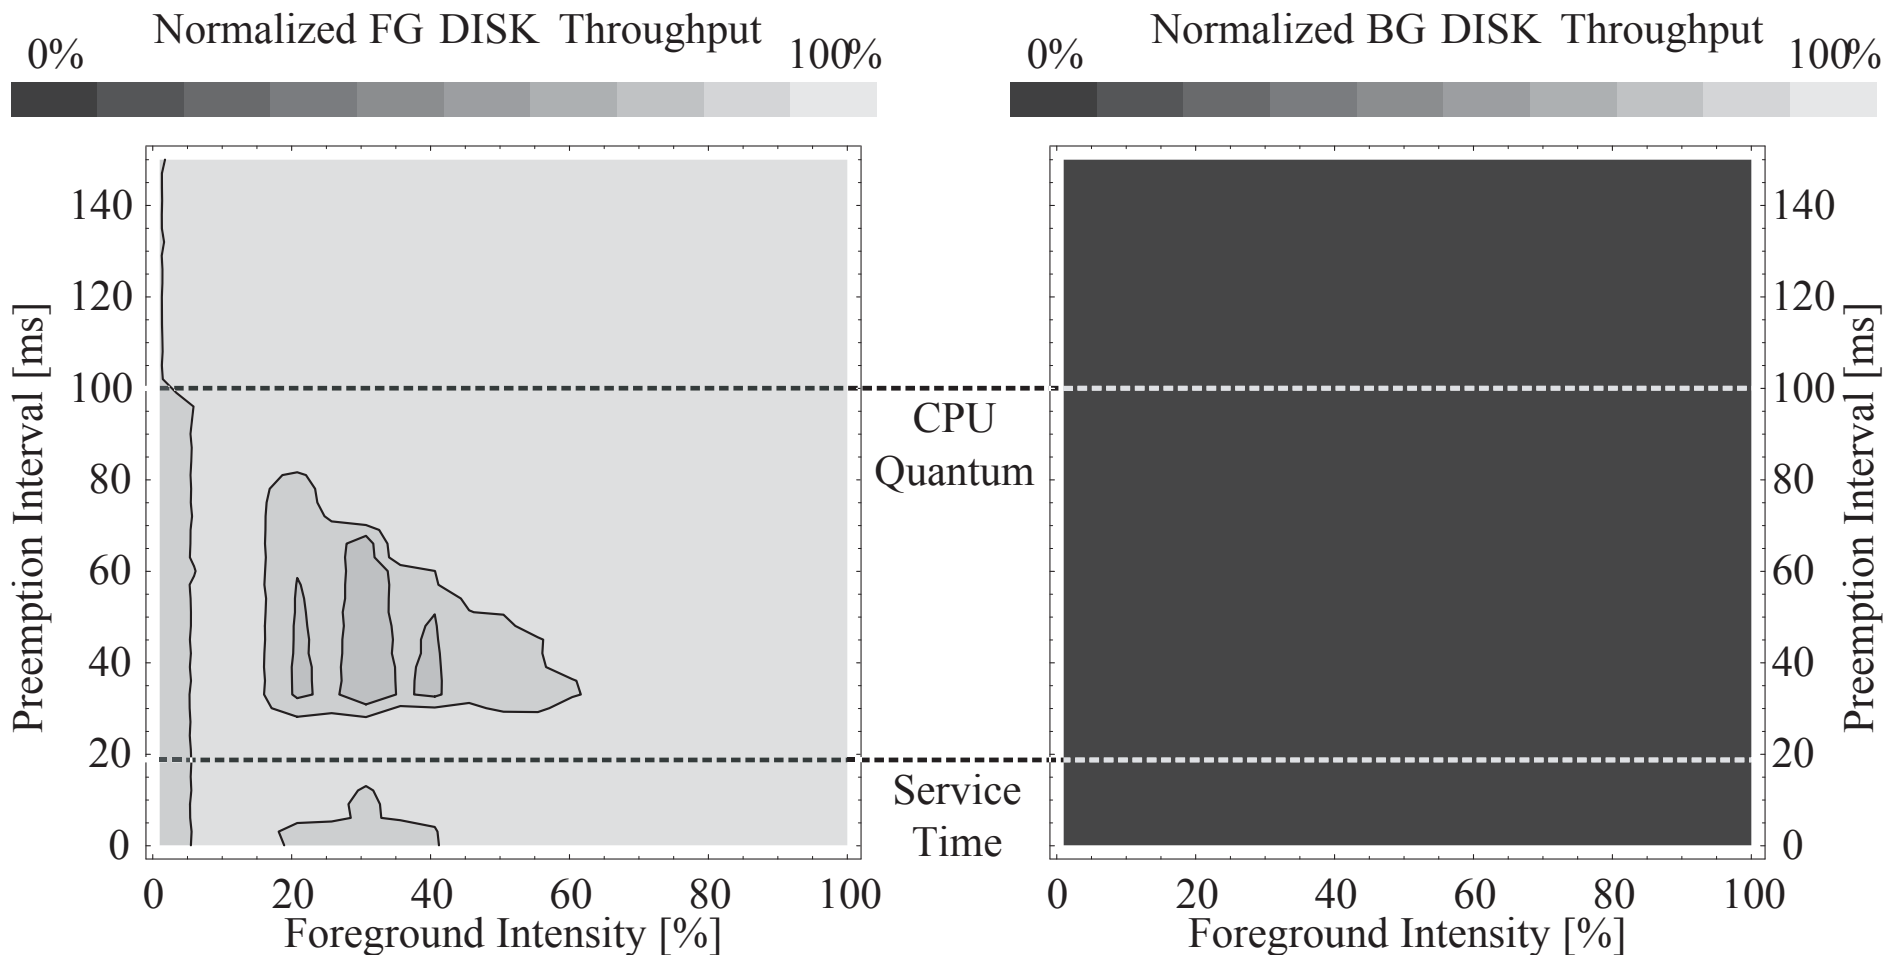 Normalized FG DISK Throughput
0% 100%
Normalized BG DISK Throughput
0% 100%
Preemption Interval [ms]
140
120
100
80
60
40
20
0
0 20 40 60 80 100
Foreground Intensity [%]
CPU
Quantum
Service
Time
140
120
100
80
60
40
20
0
Preemption Interval [ms]
0 20 40 60 80 100
Foreground Intensity [%]